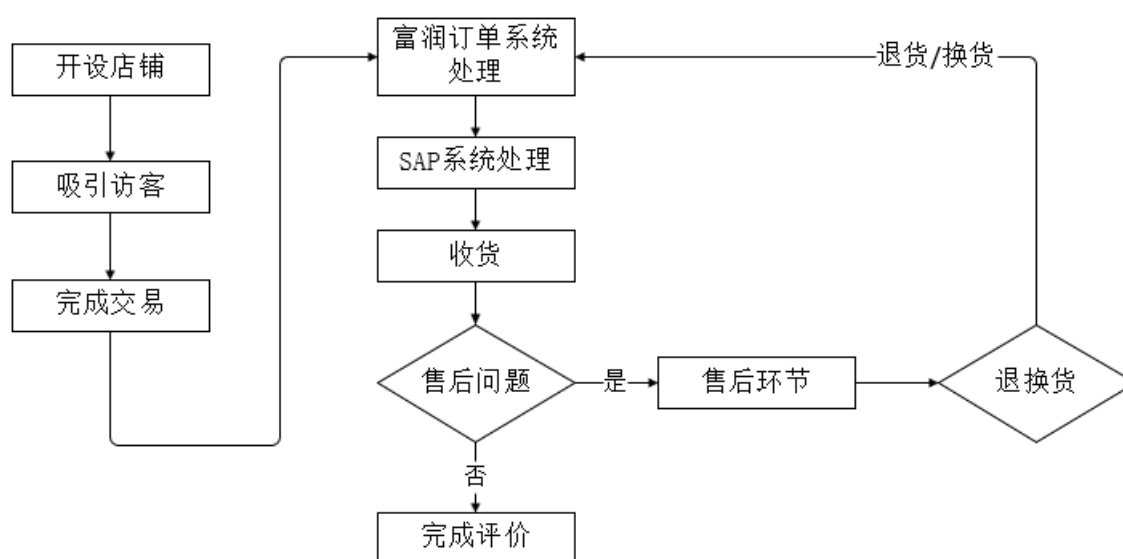 开设店铺
吸引访客
完成交易
富润订单系统
处理
SAP系统处理
收货
售后问题
是
售后环节
退换货
退货/换货
否
完成评价